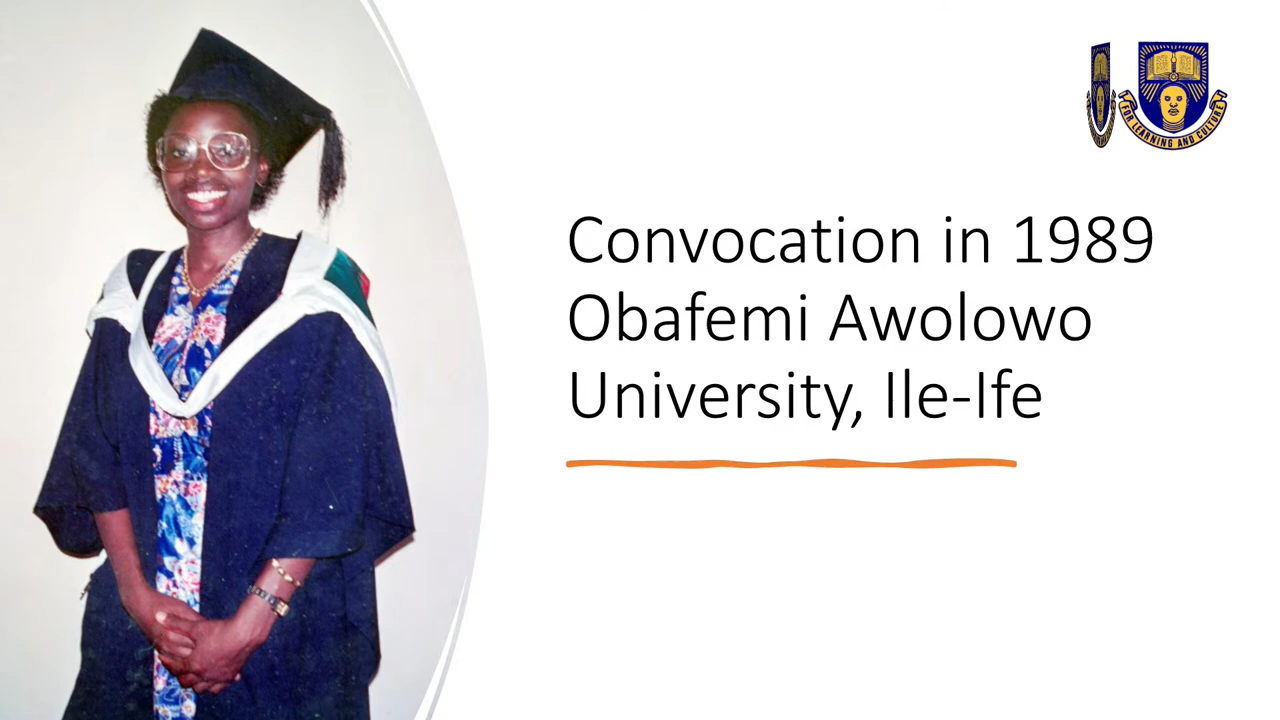 FOR LEARNING AND CULTURE
Convocation in 1989
Obafemi Awolowo
University, Ile-Ife